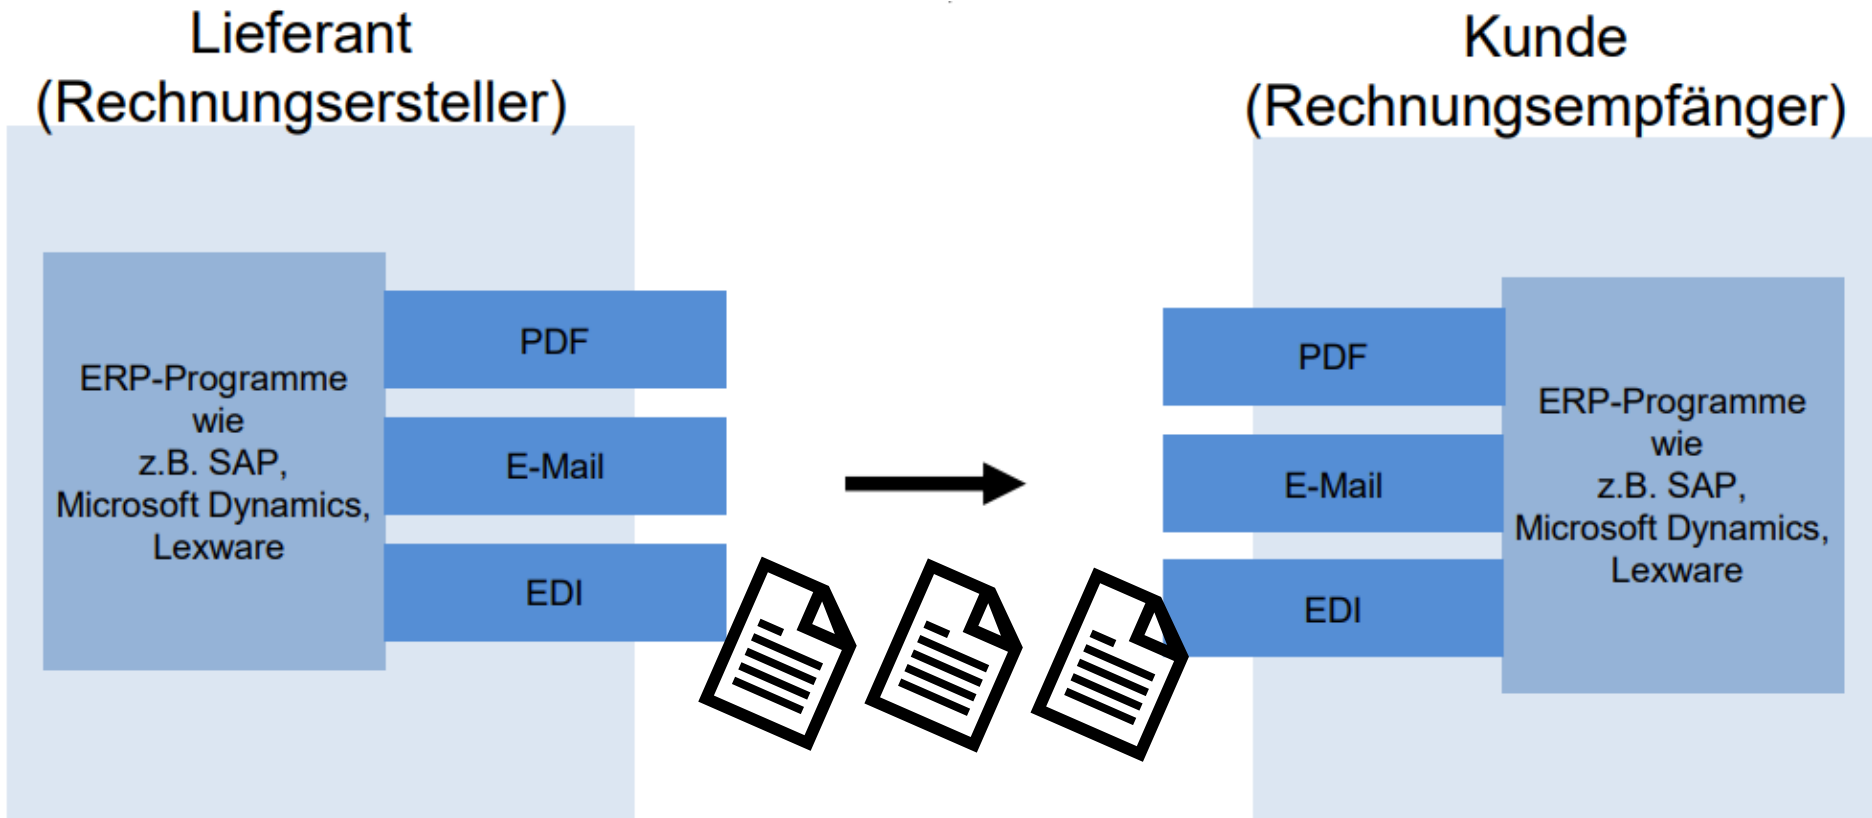 Lieferant
(Rechnungsersteller)
ERP-Programme
wie
z.B. SAP,
Microsoft Dynamics,
Lexware
PDF
E-Mail
EDI
Kunde
(Rechnungsempfänger)
PDF
E-Mail
EDI
ERP-Programme
wie
z.B. SAP,
Microsoft Dynamics,
Lexware